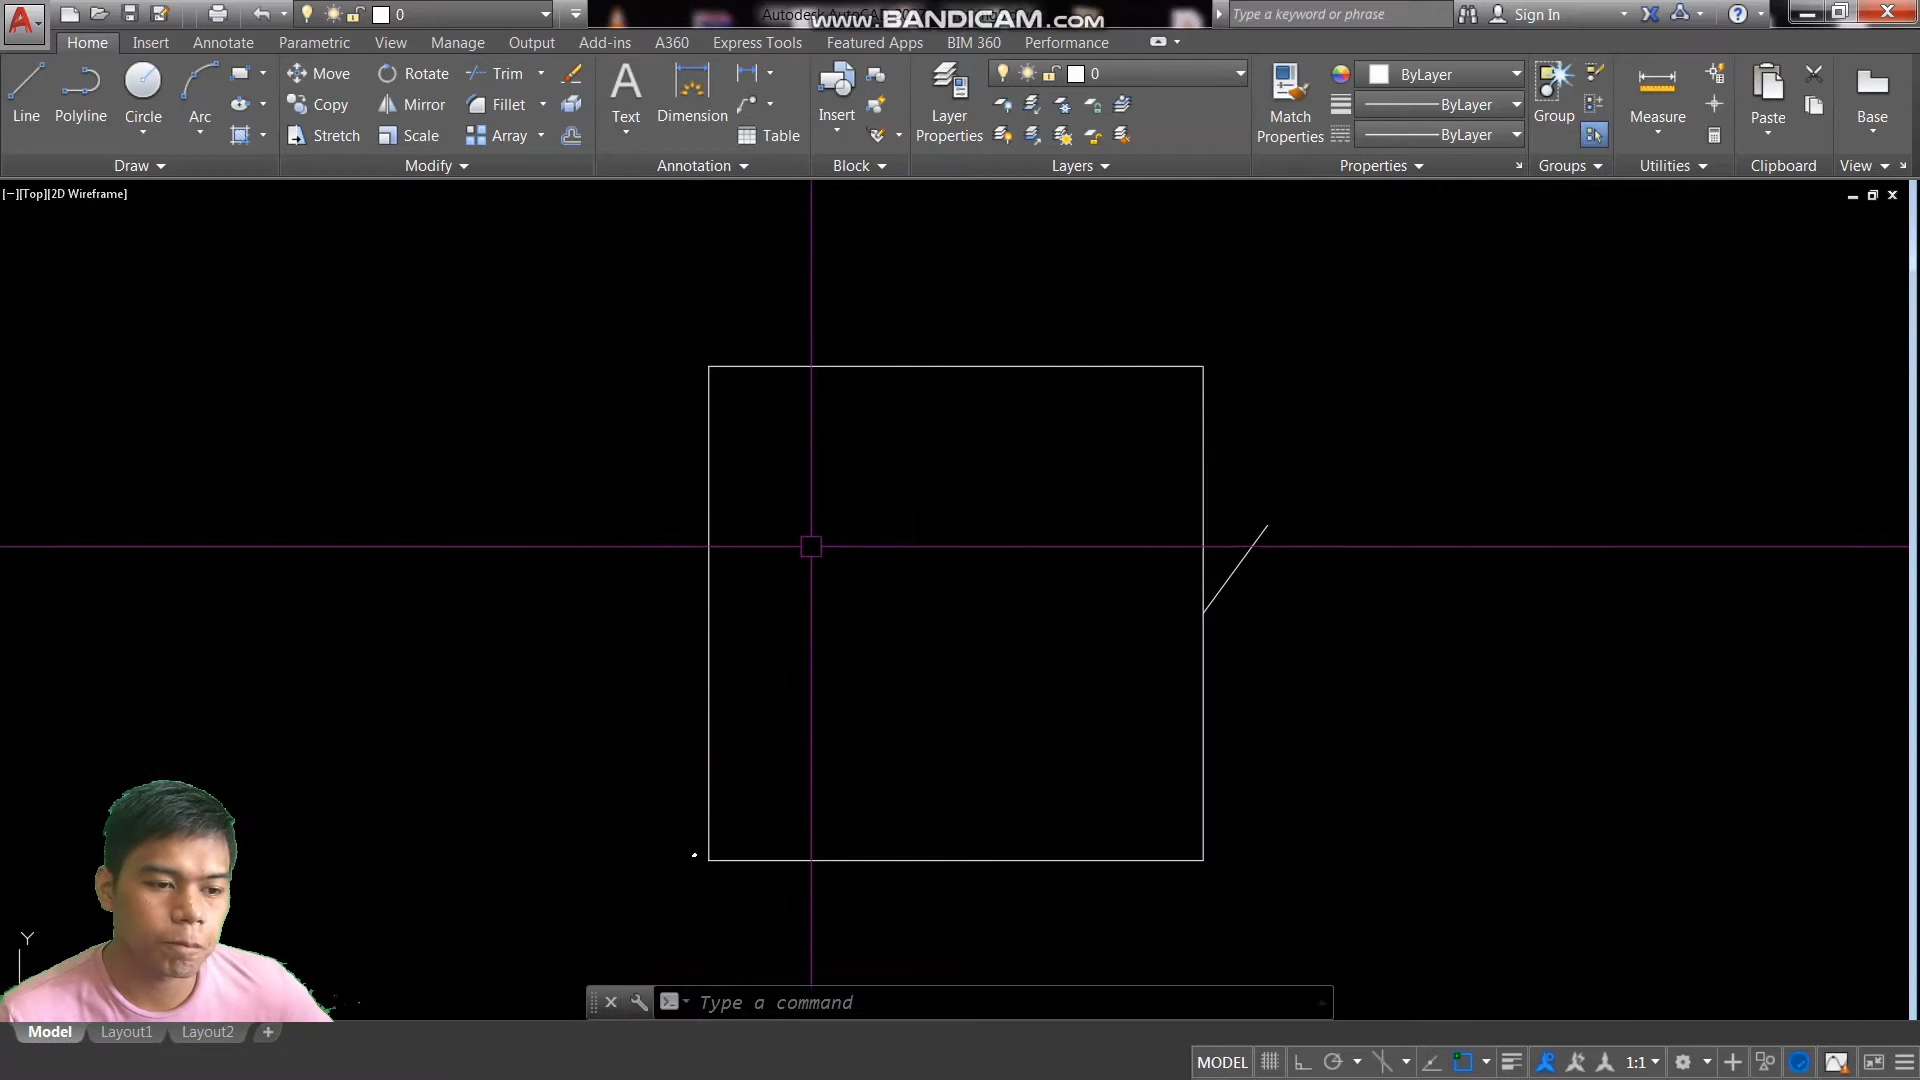 0
Autodesk AutoCA
www.BANDICAM.com
Type a keyword or phrase
Sign In
Home Insert Annotate Parametric View Manage Output Add-ins A360 Express Tools Featured Apps BIM 360 Performance
Line Polyline Circle Arc
Move Rotate Trim
Copy Mirror Fillet
Stretch Scale Array
Text Dimension Table
Insert
Layer Properties
0
Match Properties
ByLayer
ByLayer
ByLayer
Group Measure Paste Base
Draw Modify Annotation Block Layers Properties Groups Utilities Clipboard View
[−][Top][2D Wireframe]
Y
Type a command
Model Layout1 Layout2 +
MODEL 1:1